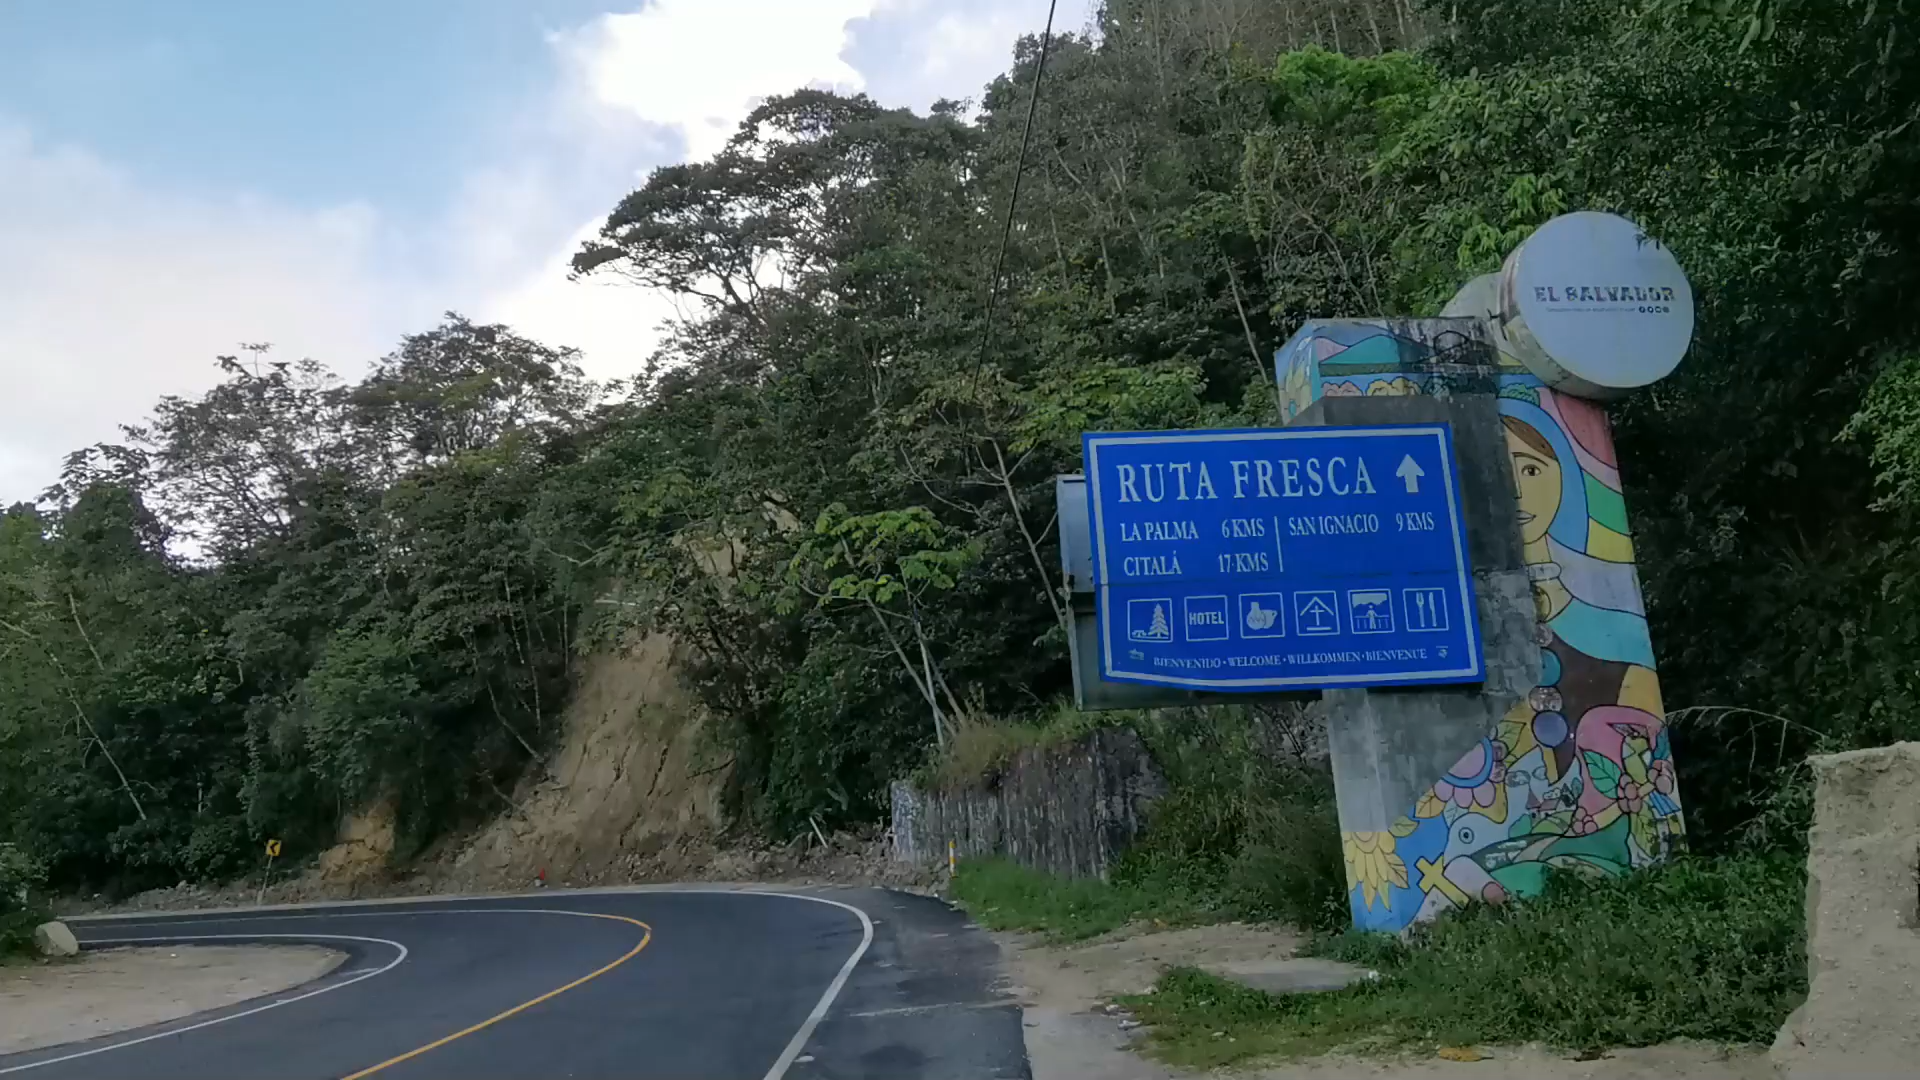 EL SALVADOR
RUTA FRESCA
LA PALMA 6 KMS SAN IGNACIO 9 KMS
CITALÁ 17 KMS
HOTEL
BIENVENIDO • WELCOME • WILLKOMMEN • BIENVENUE